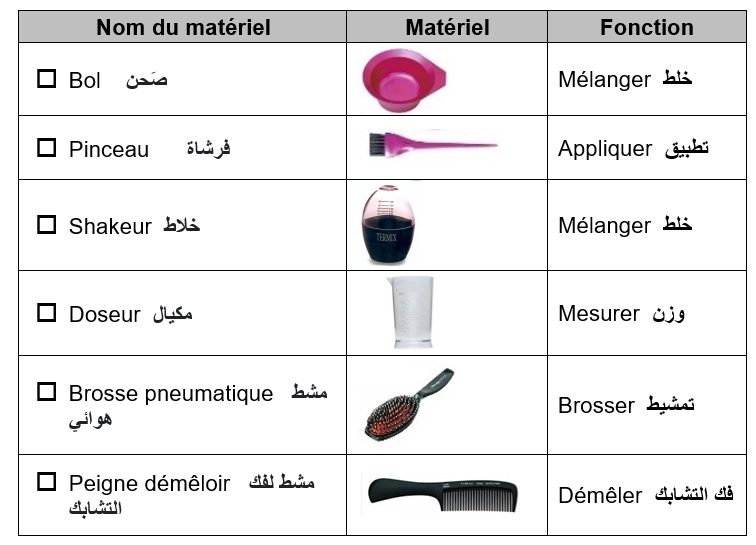 Nom du matériel Matériel Fonction
Bol صَحن Mélanger خلط
Pinceau فرشاة Appliquer تطبيق
Shakeur خلاط TERMIX Mélanger خلط
Doseur مكيال Mesurer وزن
Brosse pneumatique مشط
هوائي
Brosser تمشيط
Peigne démêloir مشط لفك
التشابك
Démêler فك التشابك